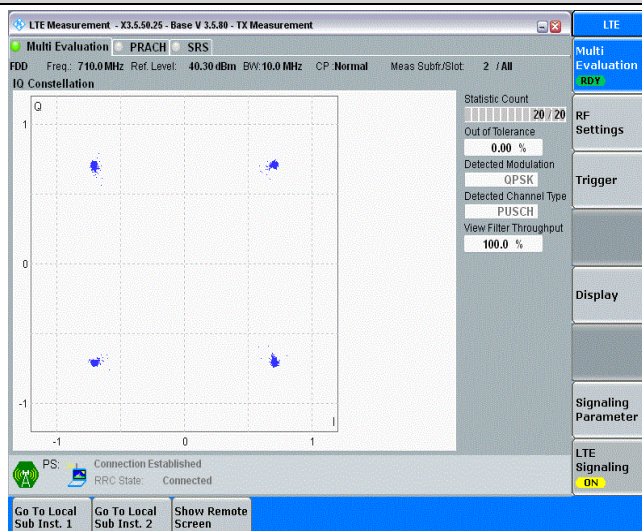 LTE Measurement - X3.5.50.25 - Base V 3.5.80 - TX Measurement
LTE
Multi Evaluation PRACH SRS
FDD Freq.: 710.0 MHz Ref. Level: 40.30 dBm BW: 10.0 MHz CP :Normal Meas Subfr./Slot: 2 / All
IQ Constellation
Q
1
0
-1
I
-1 0 1
Statistic Count
20 / 20
Out of Tolerance
0.00 %
Detected Modulation
QPSK
Detected Channel Type
PUSCH
View Filter Throughput
100.0 %
PS: Connection Established
RRC State: Connected
Multi
Evaluation
RDY
RF
Settings
Trigger
Display
Signaling
Parameter
LTE
Signaling
ON
Go To Local
Sub Inst. 1
Go To Local
Sub Inst. 2
Show Remote
Screen